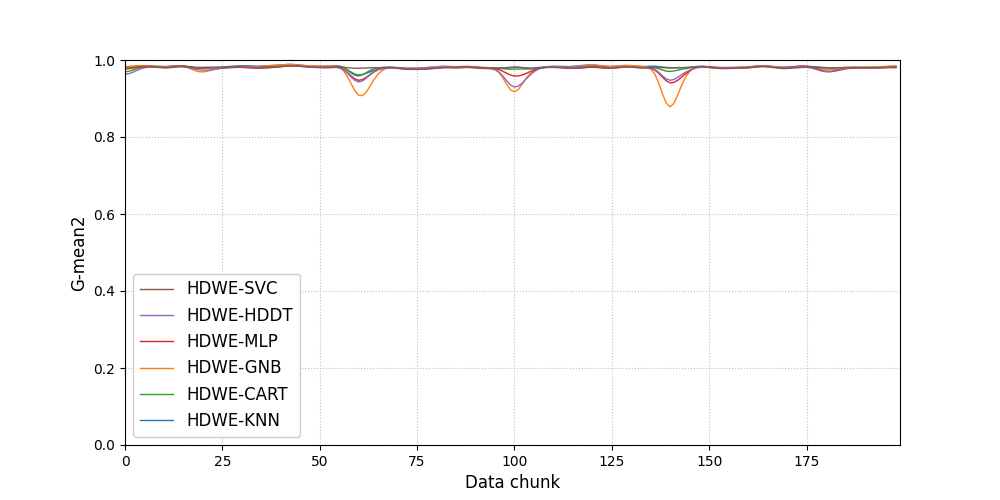 1.0
0.8
0.6
0.4
0.2
0.0
G-mean2
HDWE-SVC
HDWE-HDDT
HDWE-MLP
HDWE-GNB
HDWE-CART
HDWE-KNN
0 25 50 75 100 125 150 175
Data chunk